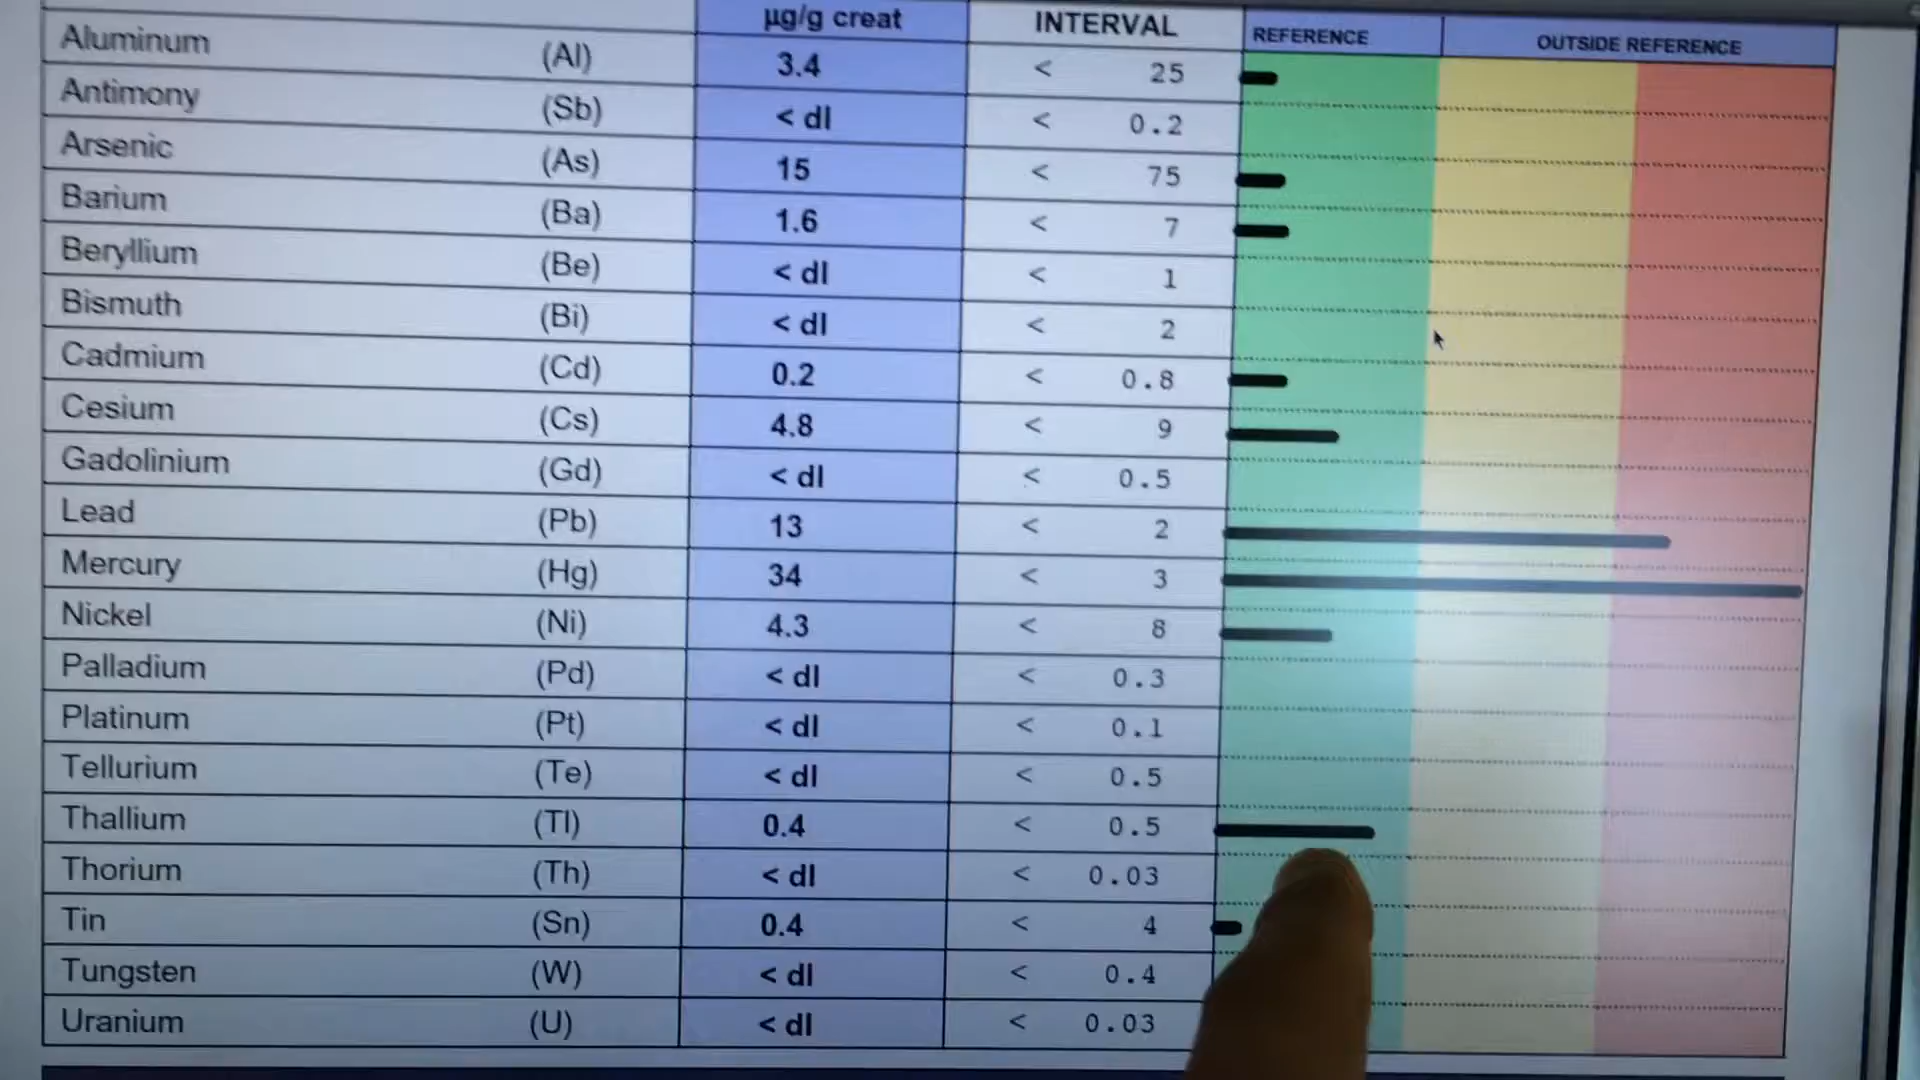 µg/g creat INTERVAL REFERENCE OUTSIDE REFERENCE
Aluminum (Al) 3.4 < 25
Antimony (Sb) < dl < 0.2
Arsenic (As) 15 < 75
Barium (Ba) 1.6 < 7
Beryllium (Be) < dl < 1
Bismuth (Bi) < dl < 2
Cadmium (Cd) 0.2 < 0.8
Cesium (Cs) 4.8 < 9
Gadolinium (Gd) < dl < 0.5
Lead (Pb) 13 < 2
Mercury (Hg) 34 < 3
Nickel (Ni) 4.3 < 8
Palladium (Pd) < dl < 0.3
Platinum (Pt) < dl < 0.1
Tellurium (Te) < dl < 0.5
Thallium (Tl) 0.4 < 0.5
Thorium (Th) < dl < 0.03
Tin (Sn) 0.4 < 4
Tungsten (W) < dl < 0.4
Uranium (U) < dl < 0.03